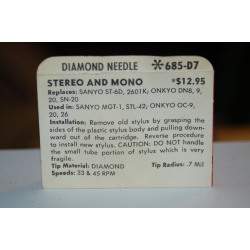 DIAMOND NEEDLE *685-D7
STEREO AND MONO *$12.95
Replaces: SANYO ST-6D, 2601K; ONKYO DN8, 9,
20, SN-20
Used in: SANYO MGT-1, STL-42; ONKYO OC-9,
20, 26
Installation: Remove old stylus by grasping the
sides of the plastic stylus body and pulling down-
ward out of the cartridge. Reverse procedure
to install new stylus. CAUTION: DO NOT
handle the small tube portion of stylus which is very
fragile.
Tip Material: DIAMOND Tip Radius: .7 Mil
Speeds: 33 & 45 RPM